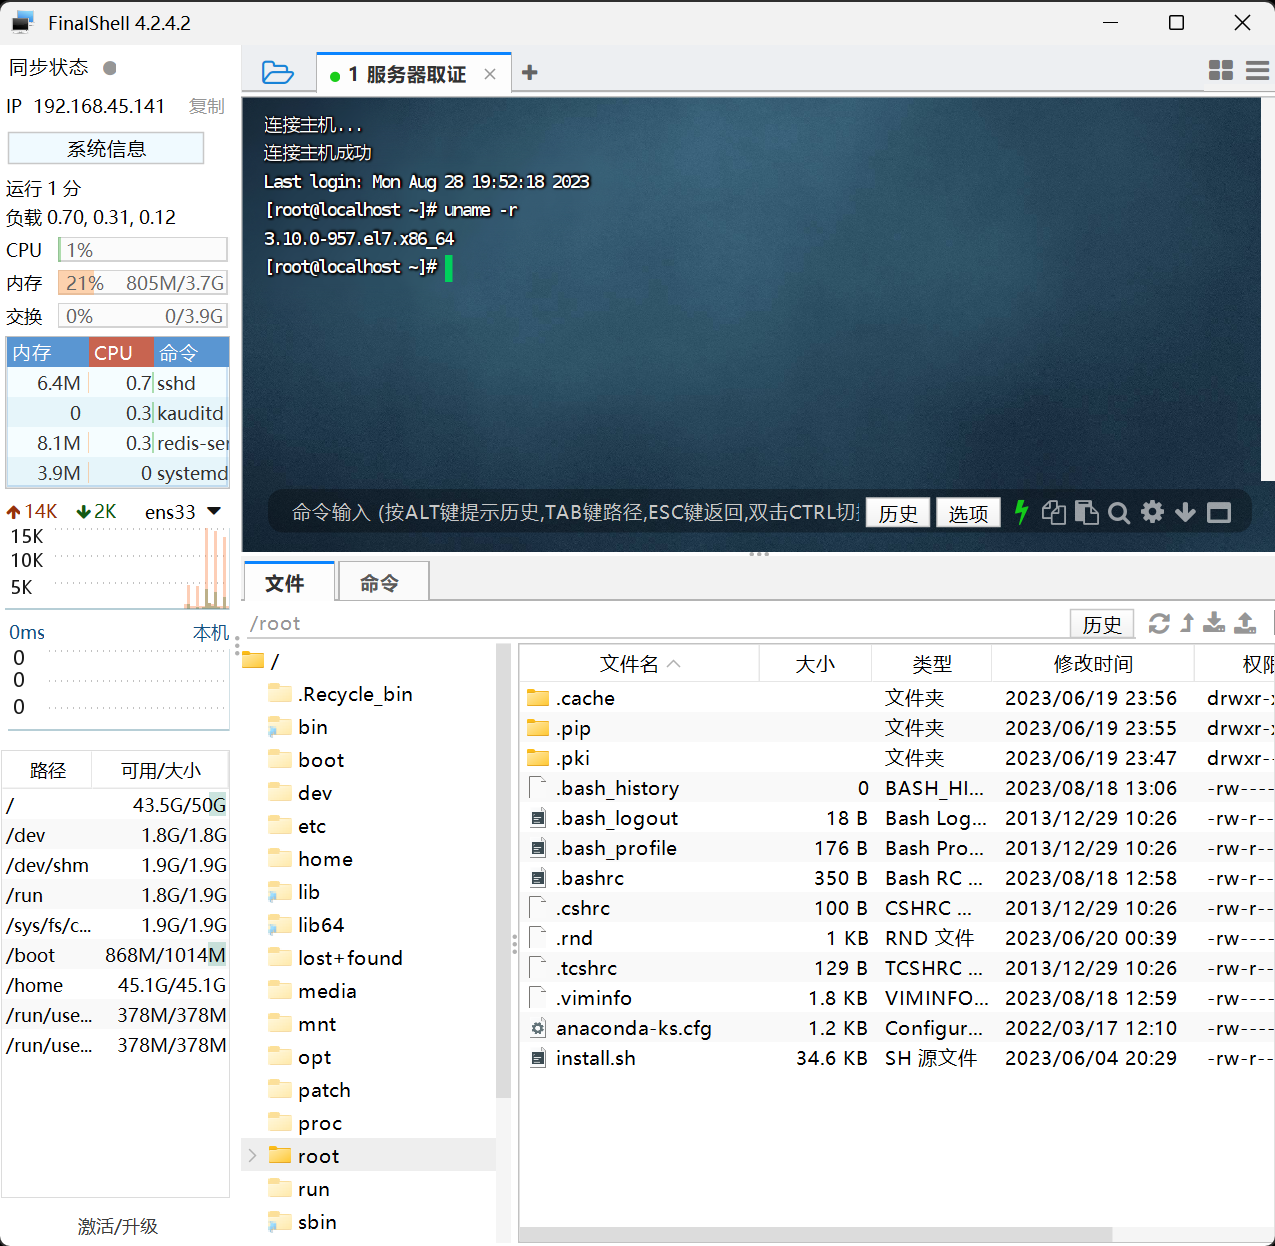 FinalShell 4.2.4.2
同步状态
IP 192.168.45.141 复制
系统信息
运行 1 分
负载 0.70, 0.31, 0.12
CPU 1%
内存 21% 805M/3.7G
交换 0% 0/3.9G
内存 CPU 命令
6.4M 0.7 sshd
0 0.3 kauditd
8.1M 0.3 redis-ser
3.9M 0 systemd
14K 2K ens33
15K
10K
5K
0ms 本机
0
0
0
路径 可用/大小
/ 43.5G/50G
/dev 1.8G/1.8G
/dev/shm 1.9G/1.9G
/run 1.8G/1.9G
/sys/fs/c... 1.9G/1.9G
/boot 868M/1014M
/home 45.1G/45.1G
/run/use... 378M/378M
/run/use... 378M/378M
激活/升级
1 服务器取证
连接主机...
连接主机成功
Last login: Mon Aug 28 19:52:18 2023
[root@localhost ~]# uname -r
3.10.0-957.el7.x86_64
[root@localhost ~]#
命令输入 (按ALT键提示历史,TAB键路径,ESC键返回,双击CTRL切换 历史 选项
文件 命令
/root 历史
/
.Recycle_bin
bin
boot
dev
etc
home
lib
lib64
lost+found
media
mnt
opt
patch
proc
root
run
sbin
文件名 大小 类型 修改时间 权限
.cache 文件夹 2023/06/19 23:56 drwxr-x
.pip 文件夹 2023/06/19 23:55 drwxr-x
.pki 文件夹 2023/06/19 23:47 drwxr--
.bash_history 0 BASH_HI... 2023/08/18 13:06 -rw----
.bash_logout 18 B Bash Log... 2013/12/29 10:26 -rw-r--
.bash_profile 176 B Bash Pro... 2013/12/29 10:26 -rw-r--
.bashrc 350 B Bash RC ... 2023/08/18 12:58 -rw-r--
.cshrc 100 B CSHRC ... 2013/12/29 10:26 -rw-r--
.rnd 1 KB RND 文件 2023/06/20 00:39 -rw----
.tcshrc 129 B TCSHRC ... 2013/12/29 10:26 -rw-r--
.viminfo 1.8 KB VIMINFO... 2023/08/18 12:59 -rw----
anaconda-ks.cfg 1.2 KB Configur... 2022/03/17 12:10 -rw----
install.sh 34.6 KB SH 源文件 2023/06/04 20:29 -rw-r--